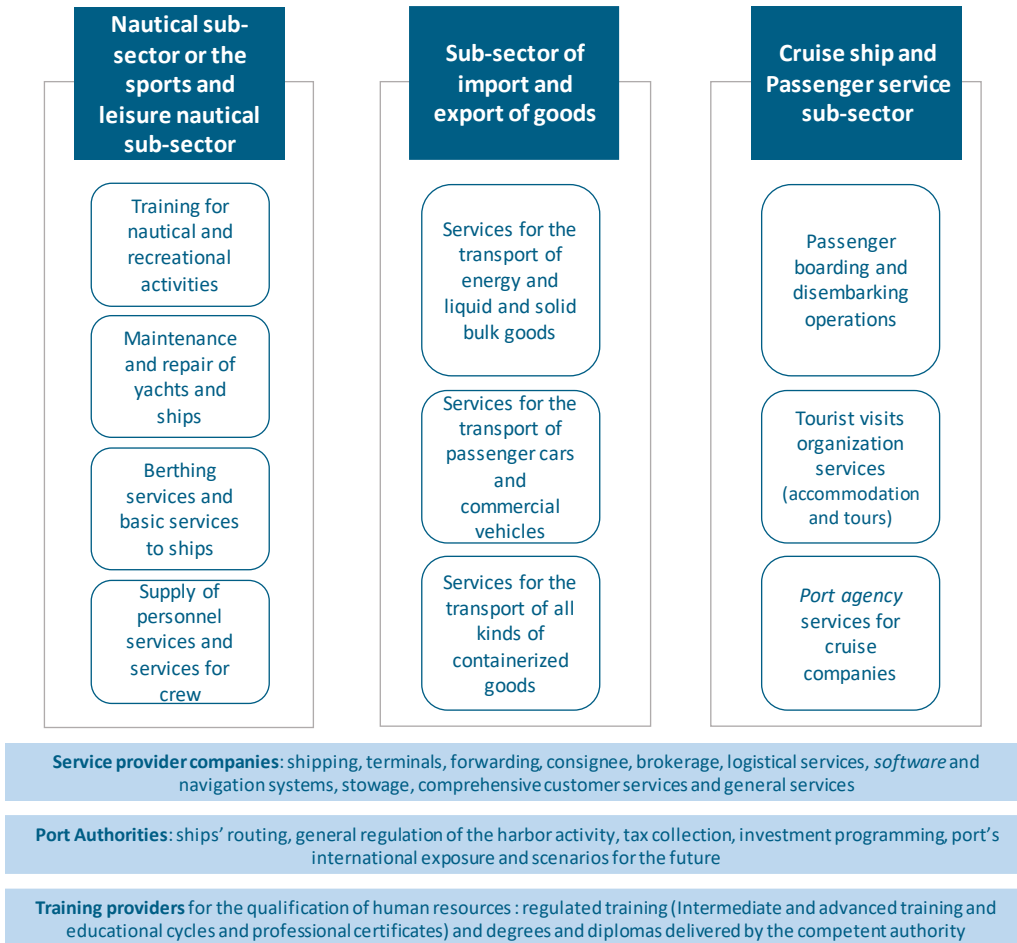 Nautical sub-
sector or the
sports and
leisure nautical
sub-sector
Training for
nautical and
recreational
activities
Maintenance
and repair of
yachts and
ships
Berthing
services and
basic services
to ships
Supply of
personnel
services and
services for
crew
Sub-sector of
import and
export of goods
Services for the
transport of
energy and
liquid and solid
bulk goods
Services for the
transport of
passenger cars
and
commercial
vehicles
Services for the
transport of all
kinds of
containerized
goods
Cruise ship and
Passenger service
sub-sector
Passenger
boarding and
disembarking
operations
Tourist visits
organization
services
(accommodation
and tours)
Port agency
services for
cruise
companies
Service provider companies: shipping, terminals, forwarding, consignee, brokerage, logistical services, software and
navigation systems, stowage, comprehensive customer services and general services
Port Authorities: ships’ routing, general regulation of the harbor activity, tax collection, investment programming, port’s
international exposure and scenarios for the future
Training providers for the qualification of human resources : regulated training (Intermediate and advanced training and
educational cycles and professional certificates) and degrees and diplomas delivered by the competent authority